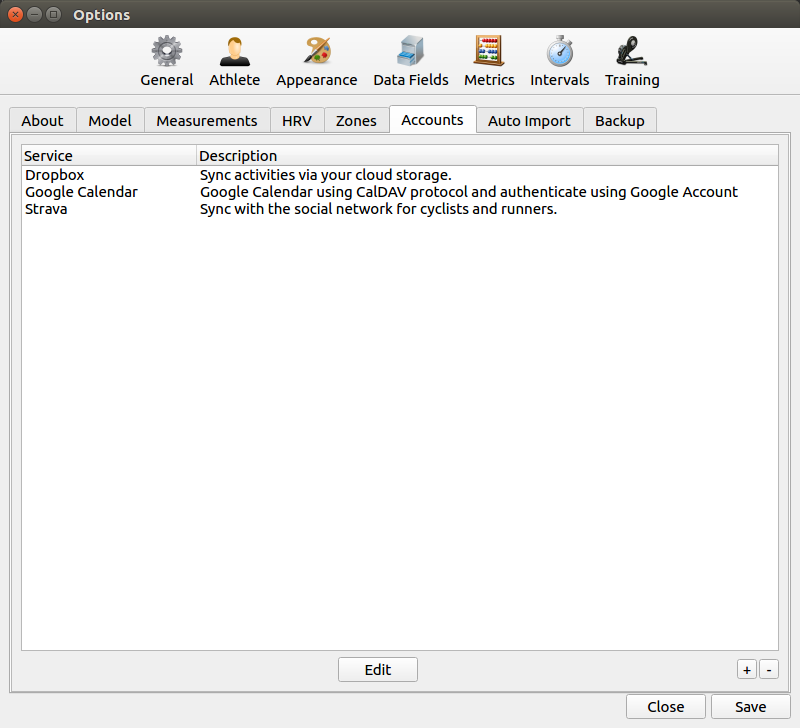 Options
General Athlete Appearance Data Fields Metrics Intervals Training
About Model Measurements HRV Zones Accounts Auto Import Backup
Service Description
Dropbox Sync activities via your cloud storage.
Google Calendar Google Calendar using CalDAV protocol and authenticate using Google Account
Strava Sync with the social network for cyclists and runners.
Edit + -
Close Save